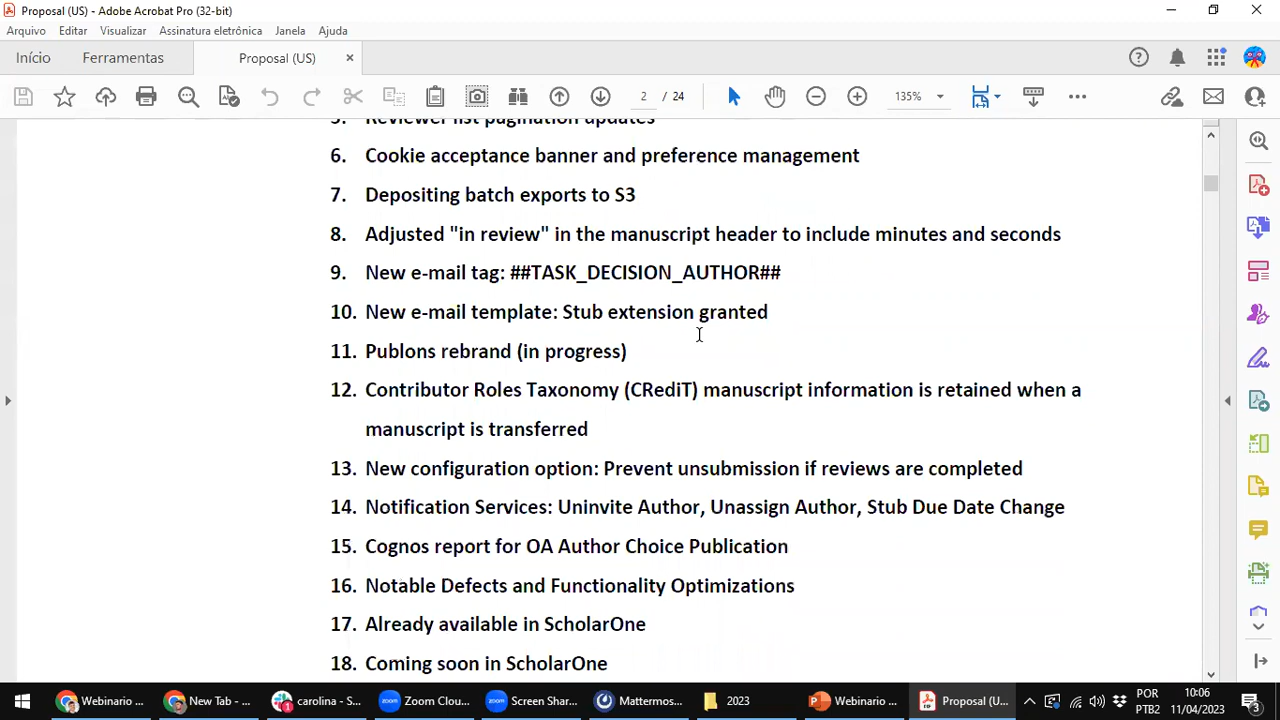 Proposal (US) - Adobe Acrobat Pro (32-bit)
Arquivo Editar Visualizar Assinatura eletrônica Janela Ajuda
Início Ferramentas Proposal (US) ×
2 / 24 135%
5. Reviewer list pagination updates
6. Cookie acceptance banner and preference management
7. Depositing batch exports to S3
8. Adjusted "in review" in the manuscript header to include minutes and seconds
9. New e-mail tag: ##TASK_DECISION_AUTHOR##
10. New e-mail template: Stub extension granted
11. Publons rebrand (in progress)
12. Contributor Roles Taxonomy (CRediT) manuscript information is retained when a
manuscript is transferred
13. New configuration option: Prevent unsubmission if reviews are completed
14. Notification Services: Uninvite Author, Unassign Author, Stub Due Date Change
15. Cognos report for OA Author Choice Publication
16. Notable Defects and Functionality Optimizations
17. Already available in ScholarOne
18. Coming soon in ScholarOne
Webinario ... New Tab - ... carolina - S... Zoom Clou... Screen Shar... Mattermos... 2023 Webinario ... Proposal (U... POR 10:06
PTB2 11/04/2023 3